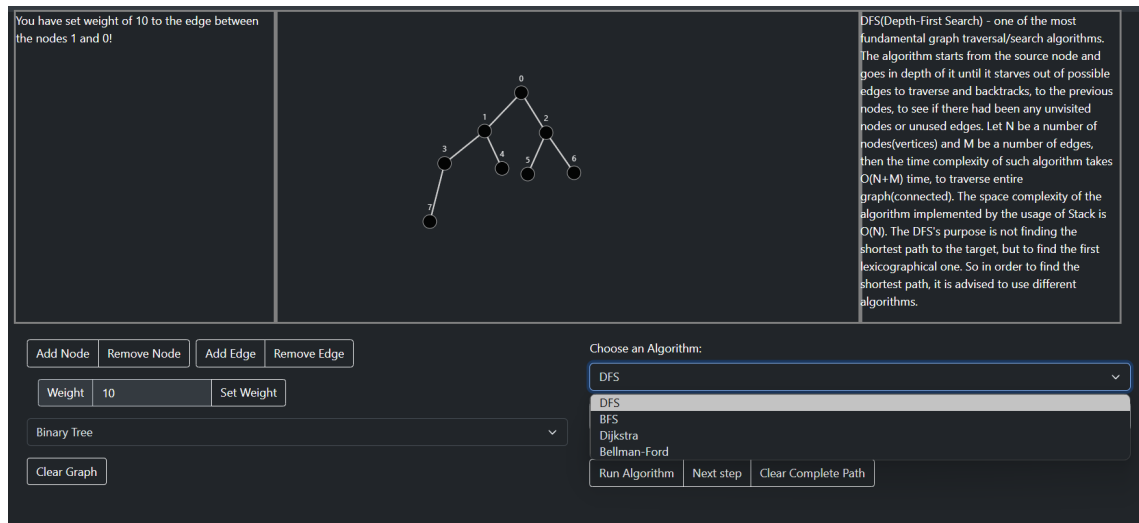 You have set weight of 10 to the edge between
the nodes 1 and 0!
0
1
2
3
4
5
6
7
DFS(Depth-First Search) - one of the most
fundamental graph traversal/search algorithms.
The algorithm starts from the source node and
goes in depth of it until it starves out of possible
edges to traverse and backtracks, to the previous
nodes, to see if there had been any unvisited
nodes or unused edges. Let N be a number of
nodes(vertices) and M be a number of edges,
then the time complexity of such algorithm takes
O(N+M) time, to traverse entire
graph(connected). The space complexity of the
algorithm implemented by the usage of Stack is
O(N). The DFS's purpose is not finding the
shortest path to the target, but to find the first
lexicographical one. So in order to find the
shortest path, it is advised to use different
algorithms.
Add Node Remove Node Add Edge Remove Edge
Weight 10 Set Weight
Binary Tree
Clear Graph
Choose an Algorithm:
DFS
DFS
BFS
Dijkstra
Bellman-Ford
Run Algorithm Next step Clear Complete Path